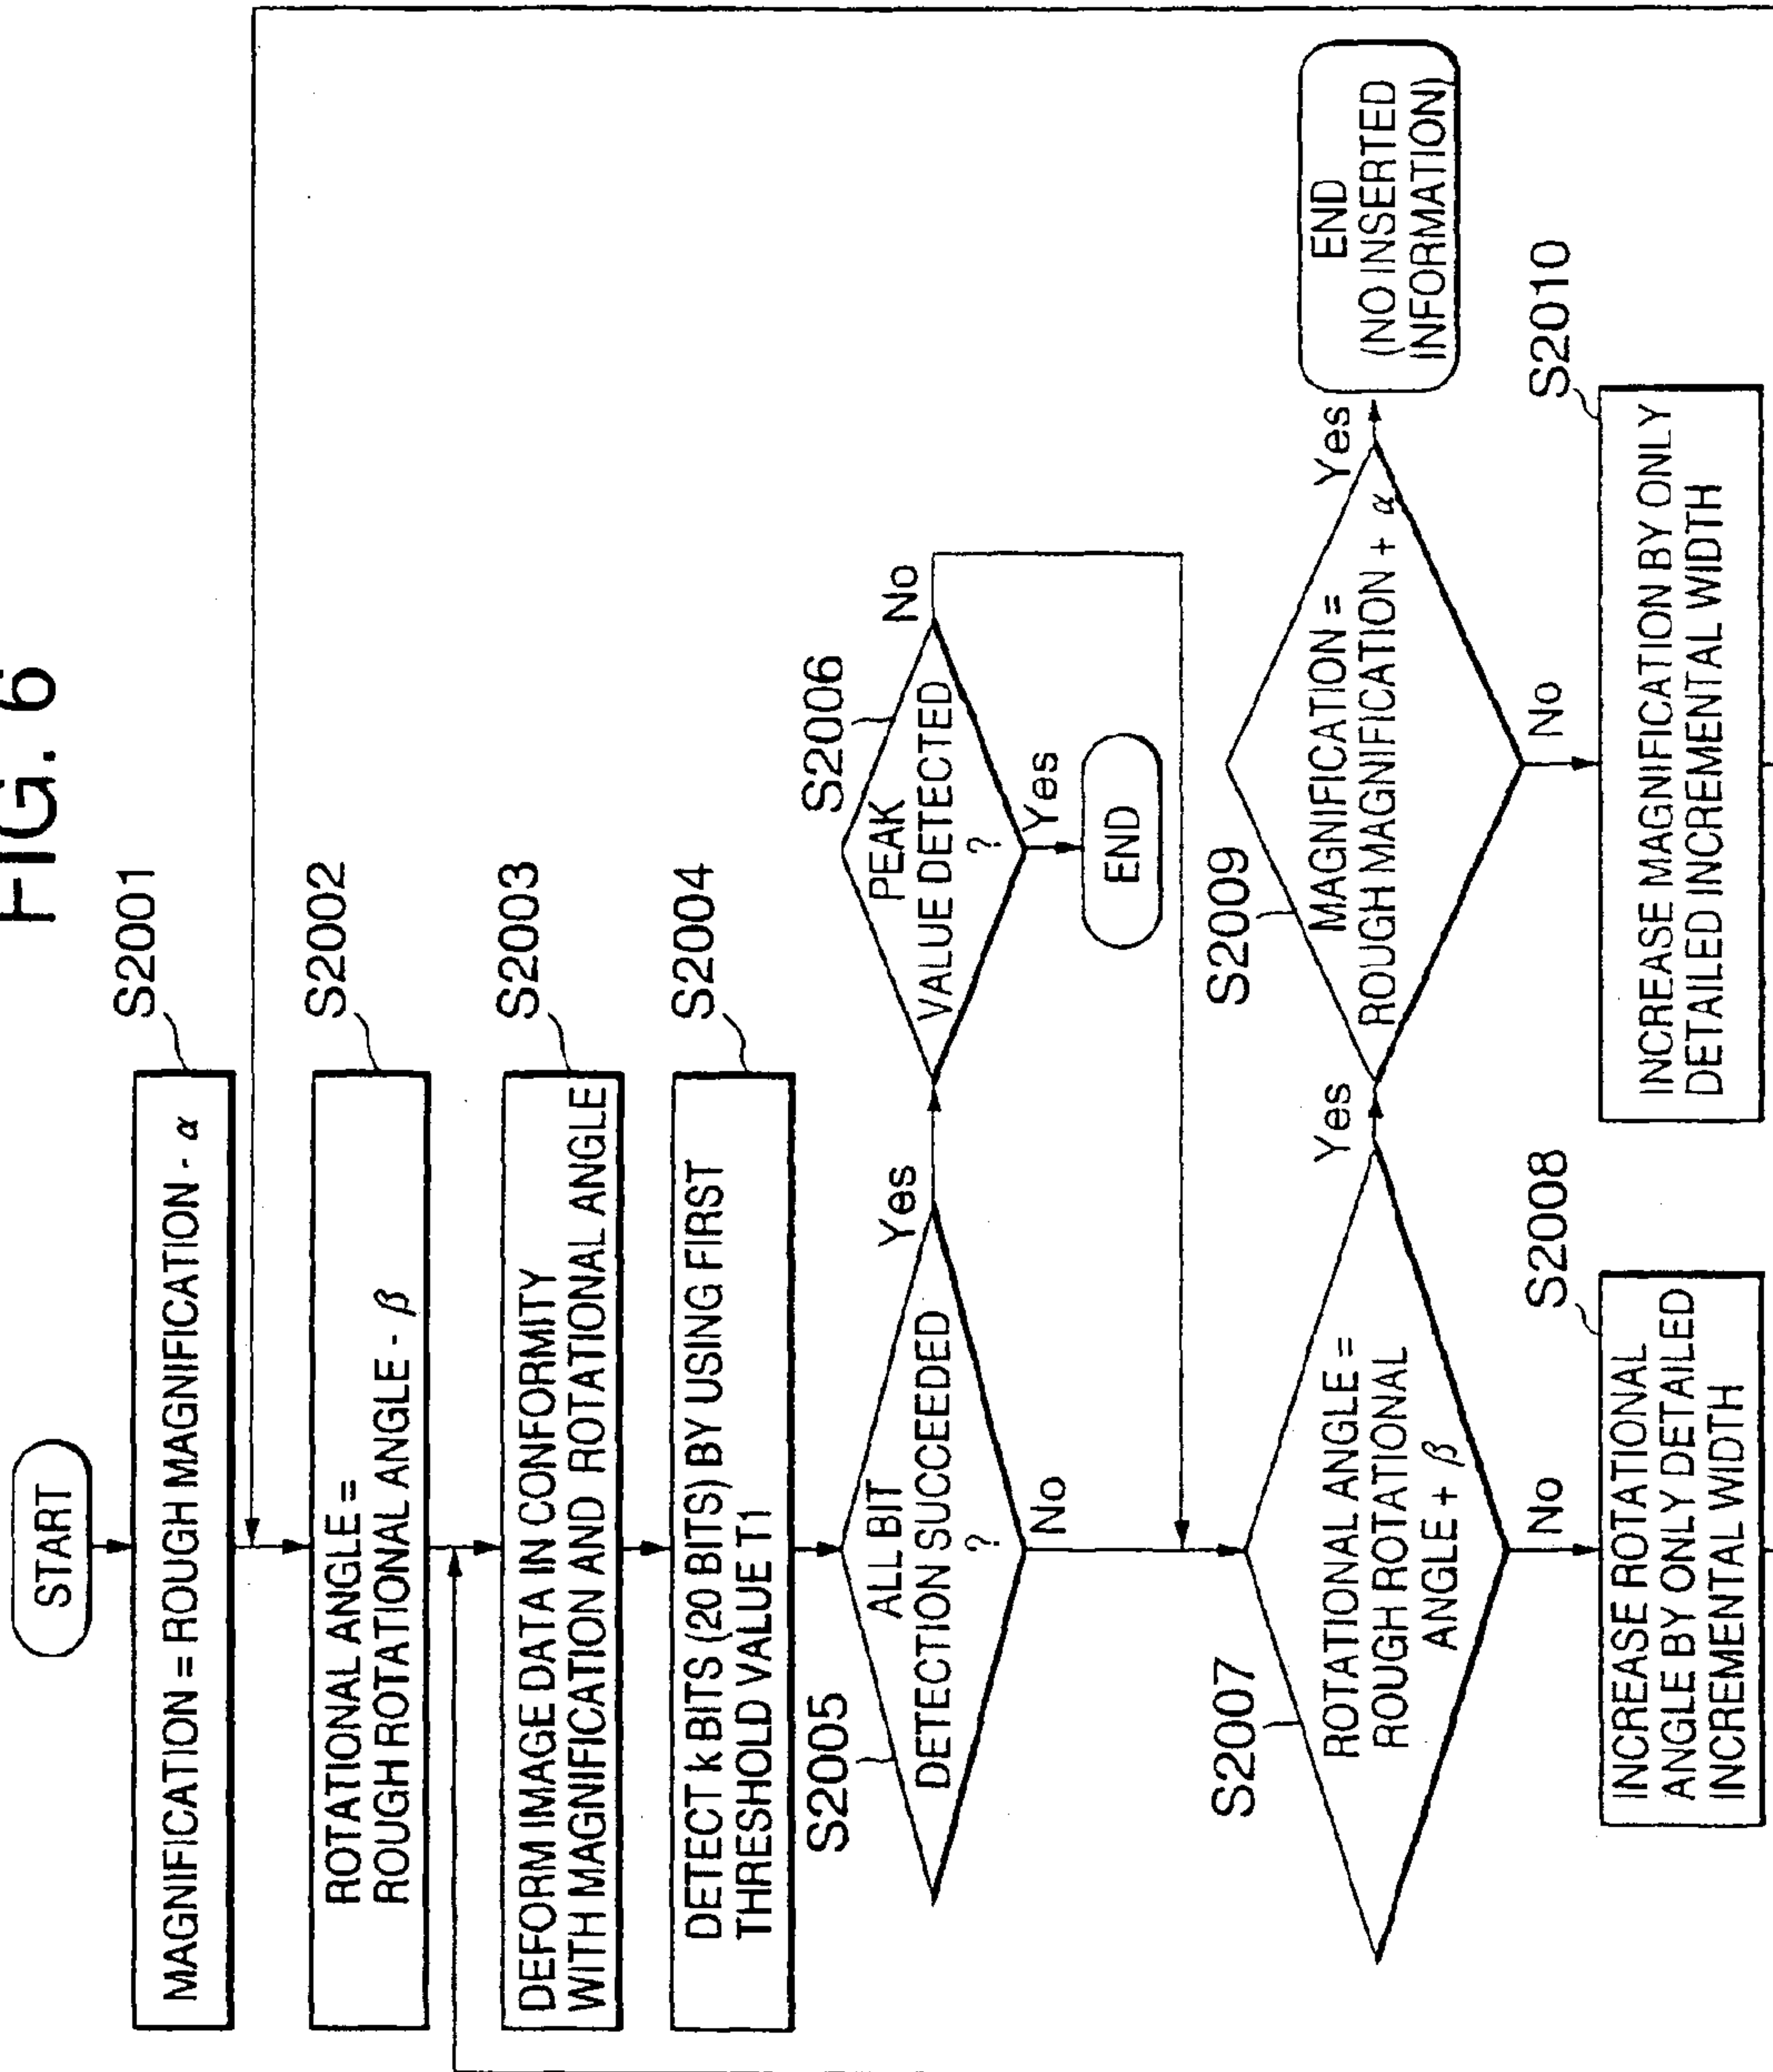 FIG. 6
START
S2001
MAGNIFICATION = ROUGH MAGNIFICATION - α
S2002
ROTATIONAL ANGLE =
ROUGH ROTATIONAL ANGLE - β
S2003
DEFORM IMAGE DATA IN CONFORMITY
WITH MAGNIFICATION AND ROTATIONAL ANGLE
S2004
DETECT k BITS (20 BITS) BY USING FIRST
THRESHOLD VALUE T1
S2005
ALL BIT
DETECTION SUCCEEDED
?
Yes
No
S2006
PEAK
VALUE DETECTED
?
No
Yes
END
S2007
ROTATIONAL ANGLE =
ROUGH ROTATIONAL
ANGLE + β
Yes
No
S2009
MAGNIFICATION =
ROUGH MAGNIFICATION + α
Yes
No
END
(NO INSERTED
INFORMATION)
S2008
INCREASE ROTATIONAL
ANGLE BY ONLY DETAILED
INCREMENTAL WIDTH
S2010
INCREASE MAGNIFICATION BY ONLY
DETAILED INCREMENTAL WIDTH